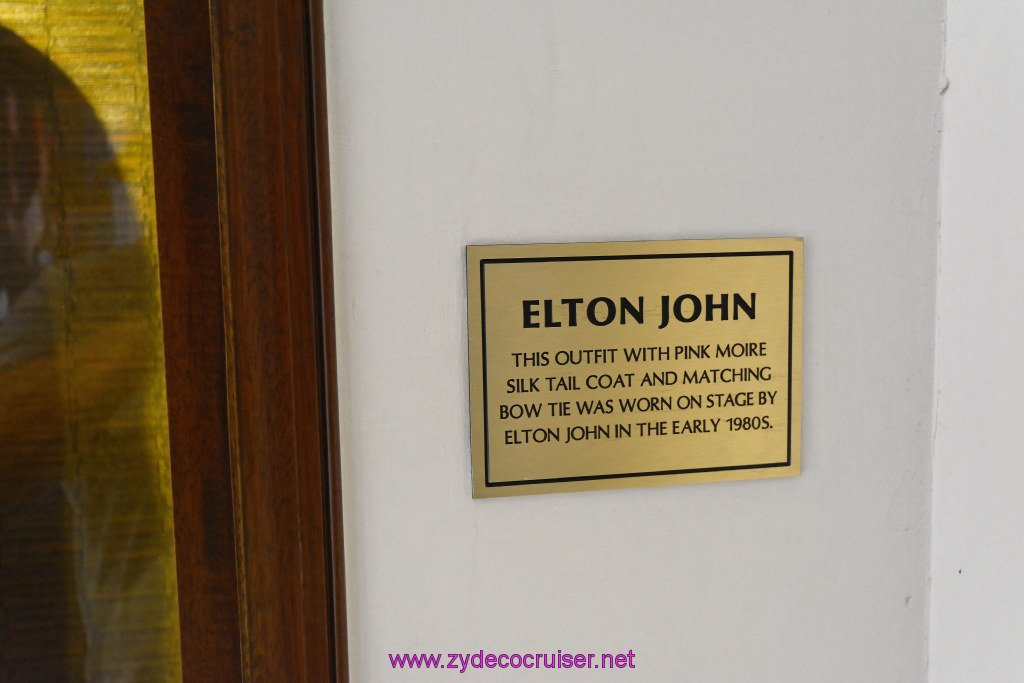 ELTON JOHN
THIS OUTFIT WITH PINK MOIRE
SILK TAIL COAT AND MATCHING
BOW TIE WAS WORN ON STAGE BY
ELTON JOHN IN THE EARLY 1980S.
www.zydecocruiser.net